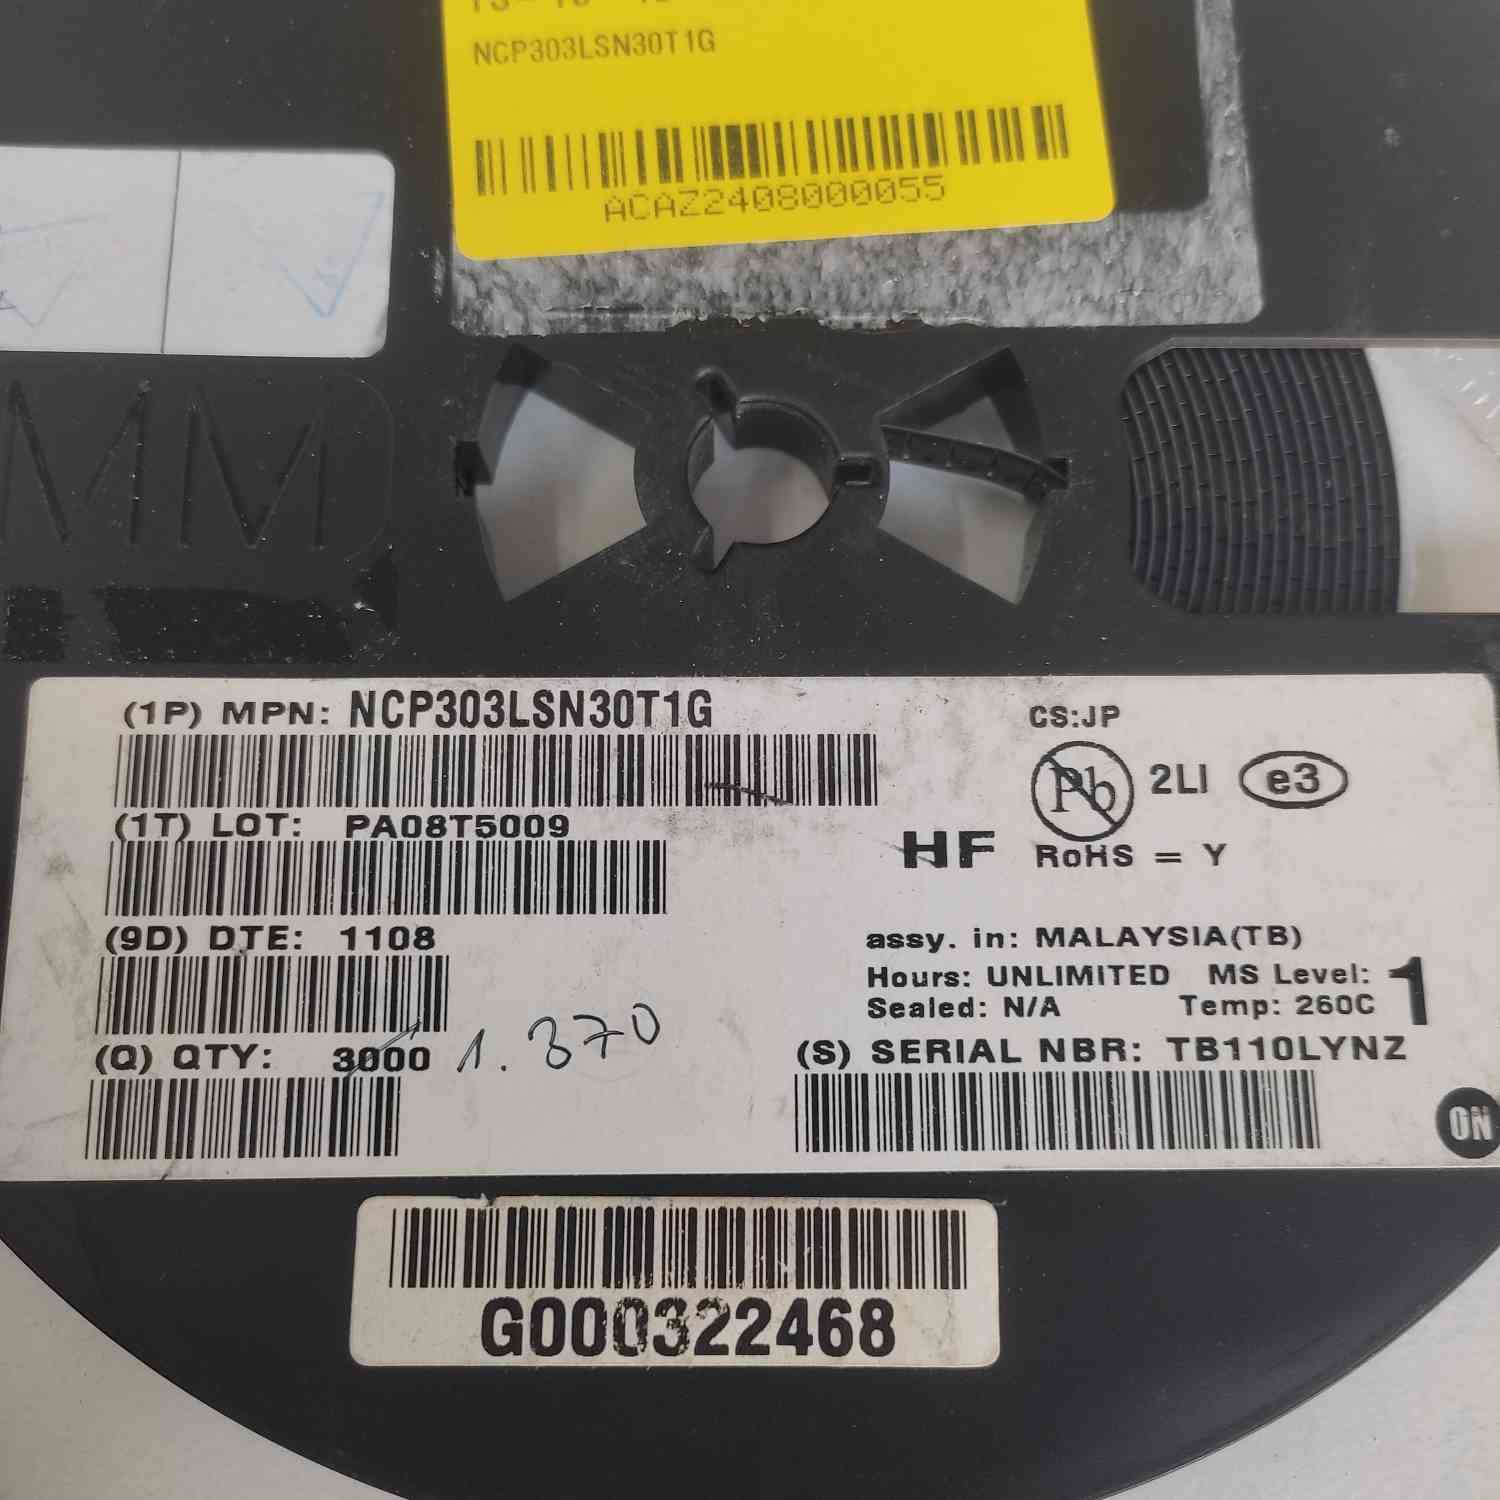 NCP303LSN30T1G
ACAZ2408000055
MM
(1P) MPN: NCP303LSN30T1G
CS:JP
Pb 2LI e3
(1T) LOT: PA08T5009
HF RoHS = Y
(9D) DTE: 1108
assy. in: MALAYSIA(TB)
Hours: UNLIMITED MS Level: 1
Sealed: N/A Temp: 260C
(Q) QTY: 3000 1.370
(S) SERIAL NBR: TB110LYNZ
ON
G000322468